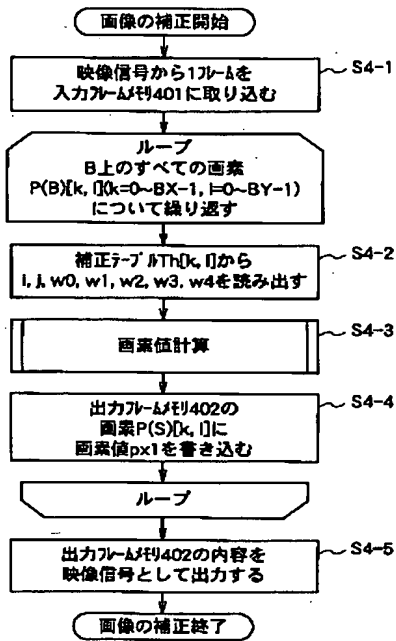 画像の補正開始
映像信号から1フレームを
入力フレームメモリ401に取り込む
S4-1
ループ
B上のすべての画素
P(B)[k, l](k=0~BX-1, l=0~BY-1)
について繰り返す
補正テーブルTh[k, l]から
i, j, w0, w1, w2, w3, w4を読み出す
S4-2
画素値計算
S4-3
出力フレームメモリ402の
画素P(S)[k, l]に
画素値px1を書き込む
S4-4
ループ
出力フレームメモリ402の内容を
映像信号として出力する
S4-5
画像の補正終了